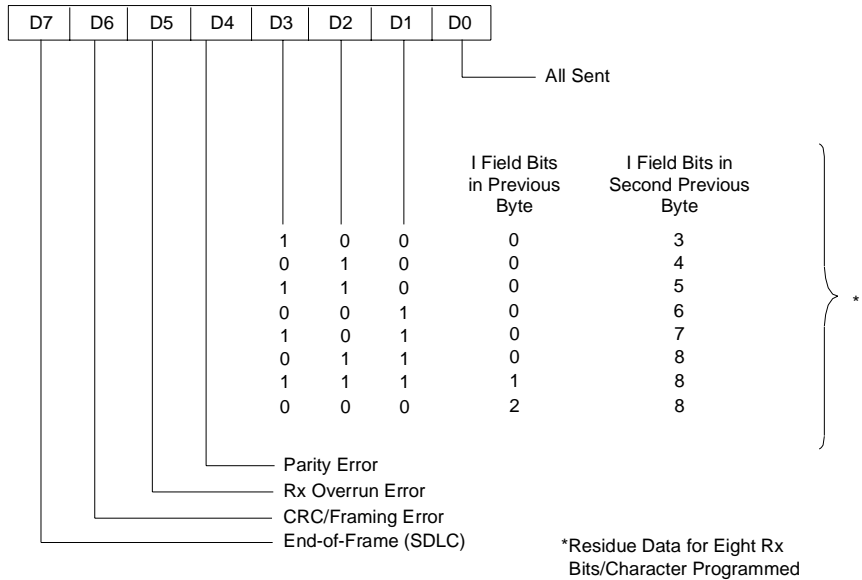 D7 D6 D5 D4 D3 D2 D1 D0
All Sent
I Field Bits
in Previous
Byte
I Field Bits in
Second Previous
Byte
1 0 0 0 3
0 1 0 0 4
1 1 0 0 5
0 0 1 0 6
1 0 1 0 7
0 1 1 0 8
1 1 1 1 8
0 0 0 2 8
*
Parity Error
Rx Overrun Error
CRC/Framing Error
End-of-Frame (SDLC)
*Residue Data for Eight Rx
Bits/Character Programmed